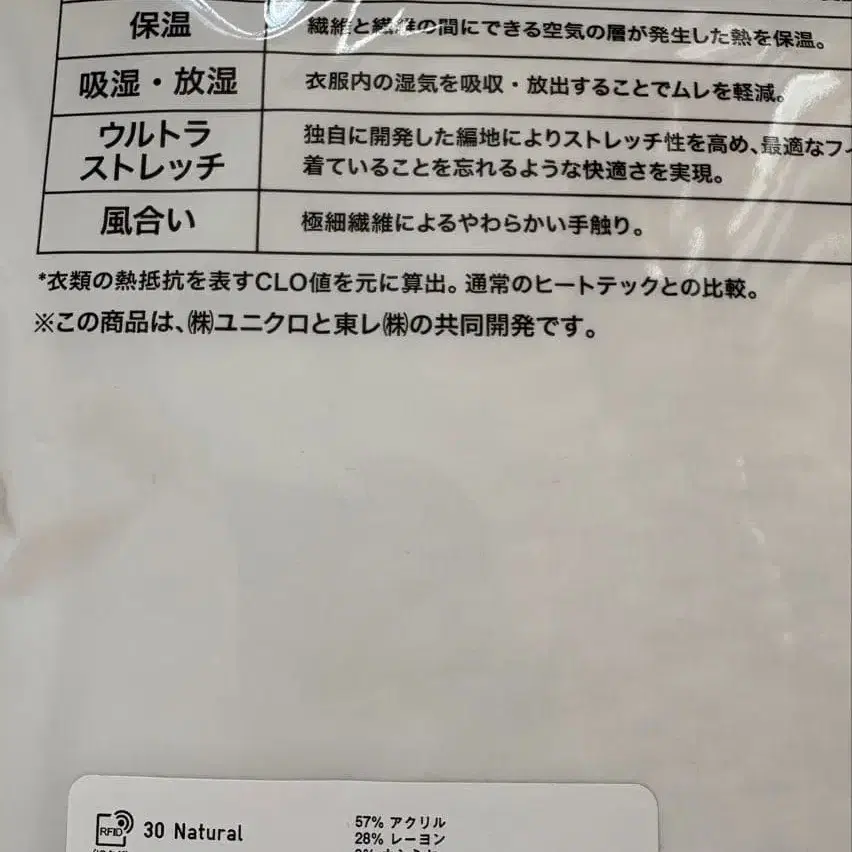 保温
繊維と繊維の間にできる空気の層が発生した熱を保温。
吸湿・放湿
衣服内の湿気を吸収・放出することでムレを軽減。
ウルトラ
ストレッチ
独自に開発した編地によりストレッチ性を高め、最適なフィ
着ていることを忘れるような快適さを実現。
風合い
極細繊維によるやわらかい手触り。
*衣類の熱抵抗を表すCLO値を元に算出。通常のヒートテックとの比較。
※この商品は、㈱ユニクロと東レ㈱の共同開発です。
RFID 30 Natural
57% アクリル
28% レーヨン